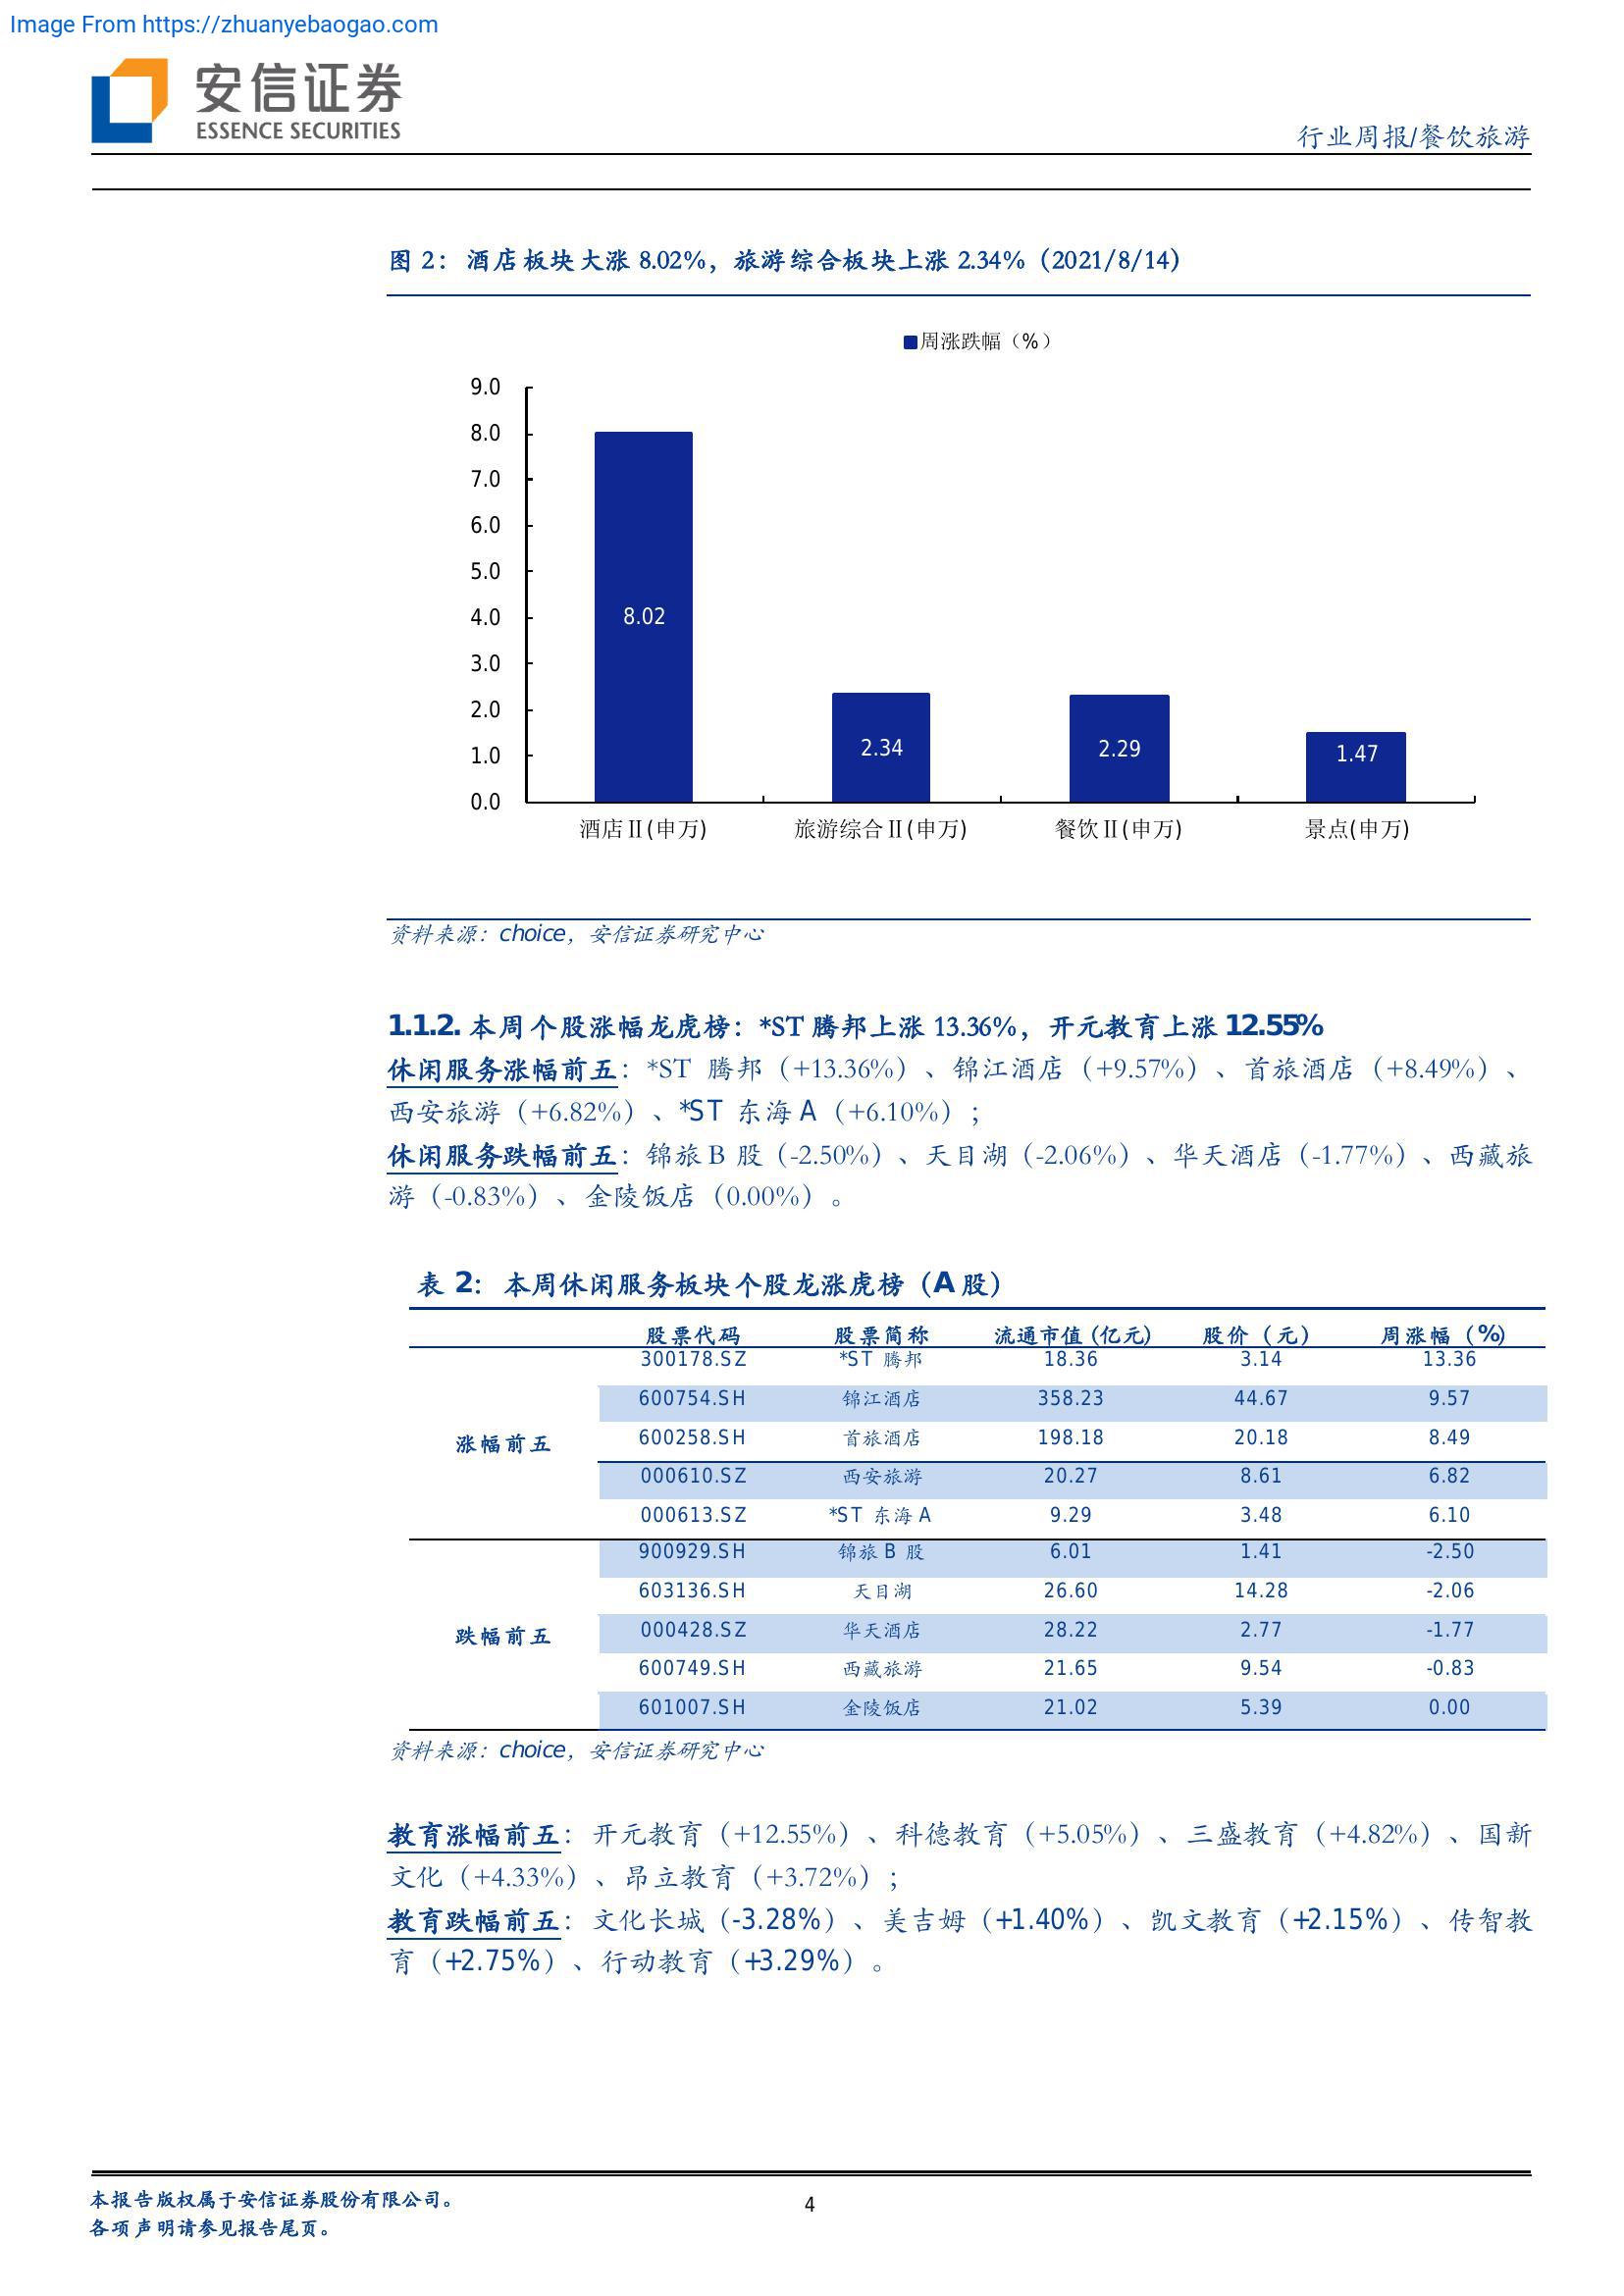 Image From https://zhuanyebaogao.com
安信证券
ESSENCE SECURITIES
行业周报/餐饮旅游
图 2：酒店板块大涨 8.02%，旅游综合板块上涨 2.34%（2021/8/14）
周涨跌幅（%）
9.0
8.0
7.0
6.0
5.0
4.0
3.0
2.0
1.0
0.0
8.02
2.34
2.29
1.47
酒店Ⅱ(申万) 旅游综合Ⅱ(申万) 餐饮Ⅱ(申万) 景点(申万)
资料来源：choice，安信证券研究中心
1.1.2. 本周个股涨幅龙虎榜：*ST 腾邦上涨 13.36%，开元教育上涨 12.55%
休闲服务涨幅前五：*ST 腾邦（+13.36%）、锦江酒店（+9.57%）、首旅酒店（+8.49%）、
西安旅游（+6.82%）、*ST 东海 A（+6.10%）；
休闲服务跌幅前五：锦旅 B 股（-2.50%）、天目湖（-2.06%）、华天酒店（-1.77%）、西藏旅
游（-0.83%）、金陵饭店（0.00%）。
表 2：本周休闲服务板块个股龙涨虎榜（A 股）
股票代码 股票简称 流通市值(亿元) 股价（元） 周涨幅（%）
涨幅前五
300178.SZ *ST 腾邦 18.36 3.14 13.36
600754.SH 锦江酒店 358.23 44.67 9.57
600258.SH 首旅酒店 198.18 20.18 8.49
000610.SZ 西安旅游 20.27 8.61 6.82
000613.SZ *ST 东海 A 9.29 3.48 6.10
跌幅前五
900929.SH 锦旅 B 股 6.01 1.41 -2.50
603136.SH 天目湖 26.60 14.28 -2.06
000428.SZ 华天酒店 28.22 2.77 -1.77
600749.SH 西藏旅游 21.65 9.54 -0.83
601007.SH 金陵饭店 21.02 5.39 0.00
资料来源：choice，安信证券研究中心
教育涨幅前五：开元教育（+12.55%）、科德教育（+5.05%）、三盛教育（+4.82%）、国新
文化（+4.33%）、昂立教育（+3.72%）；
教育跌幅前五：文化长城（-3.28%）、美吉姆（+1.40%）、凯文教育（+2.15%）、传智教
育（+2.75%）、行动教育（+3.29%）。
本报告版权属于安信证券股份有限公司。
各项声明请参见报告尾页。
4